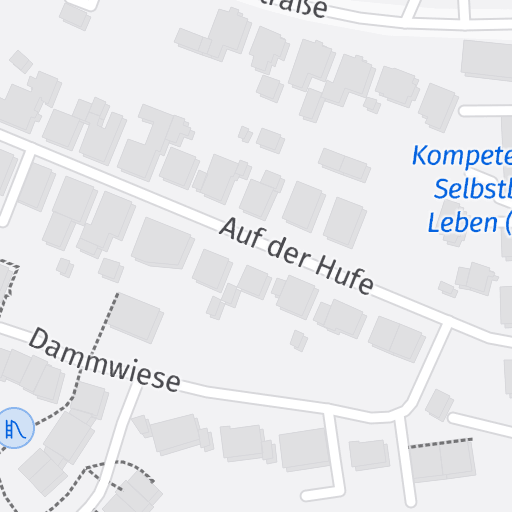 Kompete
Selbstb
Leben (
Auf der Hufe
Dammwiese